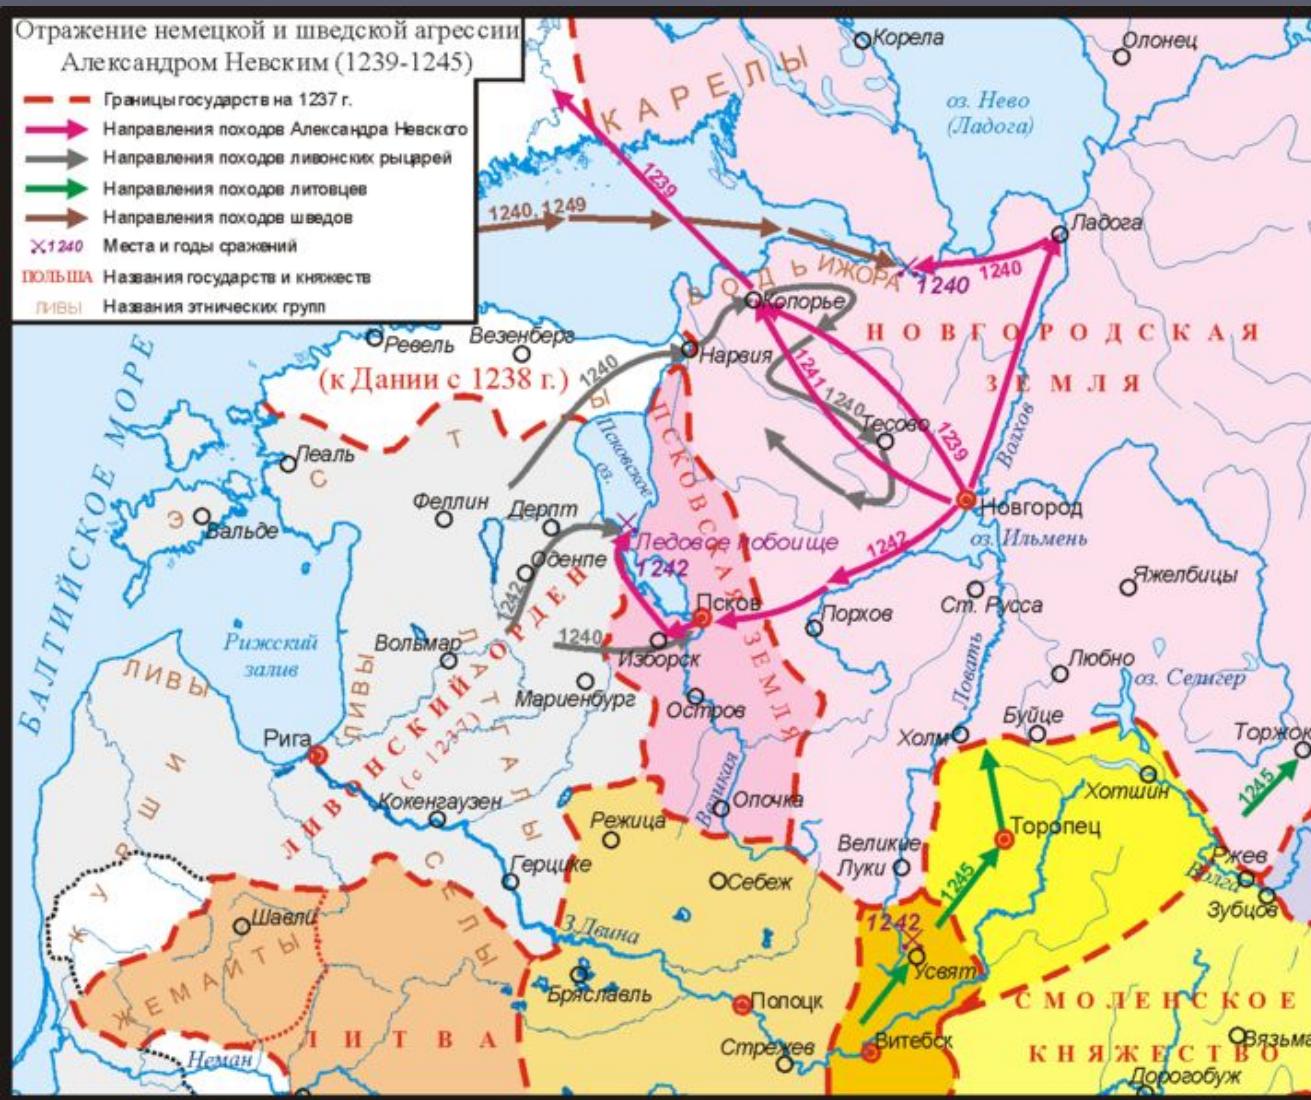 Отражение немецкой и шведской агрессии
Александром Невским (1239-1245)
Границы государств на 1237 г.
Направления походов Александра Невского
Направления походов ливонских рыцарей
Направления походов литовцев
Направления походов шведов
1240 Места и годы сражений
ПОЛЬША Названия государств и княжеств
ЛИВЫ Названия этнических групп
Корела
Олонец
КАРЕЛЫ
оз. Нево
(Ладога)
1239
1240, 1249
Ладога
1240
1240
ВОДЬ
ИЖОРА
Копорье
НОВГОРОДСКАЯ
ЗЕМЛЯ
Ревель
Везенберг
Нарвия
(к Дании с 1238 г.)
1240
1241
1240
Тесово
1239
Волхов
БАЛТИЙСКОЕ МОРЕ
Леаль
ЭСТЫ
Псковское
оз.
ПСКОВСКАЯ ЗЕМЛЯ
Феллин
Дерпт
Вальде
Новгород
оз. Ильмень
Оденпе
Ледовое побоище
1242
1242
1242
Яжелбицы
Ст. Русса
Псков
Порхов
Рижский
залив
Вольмар
1240
Изборск
Любно
оз. Селигер
Ловать
ЛИВЫ
ЛИВЫ
ЛАТГАЛЫ
Мариенбург
Остров
Буйце
Холм
Торжок
Рига
ЛИВОНСКИЙ ОРДЕН
(с 1237)
Кокенгаузен
Великая
Опочка
Хотшин
1245
Режица
Торопец
Великие
Луки
Ржев
Волга
Зубцов
Герцике
Себеж
1245
КУРШИ
СЕЛЫ
Шавли
1242
З.Двина
Усвят
ЖЕМАЙТЫ
Бряславль
Полоцк
СМОЛЕНСКОЕ
КНЯЖЕСТВО
ЛИТВА
Неман
Стрежев
Витебск
Вязьма
Дорогобуж